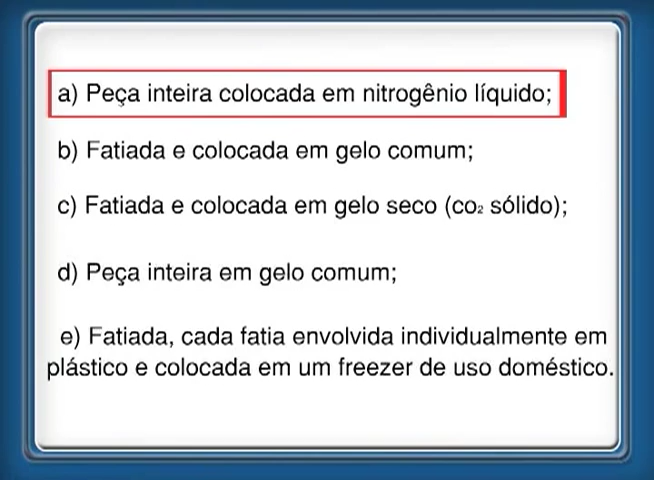 a) Peça inteira colocada em nitrogênio líquido;
b) Fatiada e colocada em gelo comum;
c) Fatiada e colocada em gelo seco (co₂ sólido);
d) Peça inteira em gelo comum;
e) Fatiada, cada fatia envolvida individualmente em
plástico e colocada em um freezer de uso doméstico.